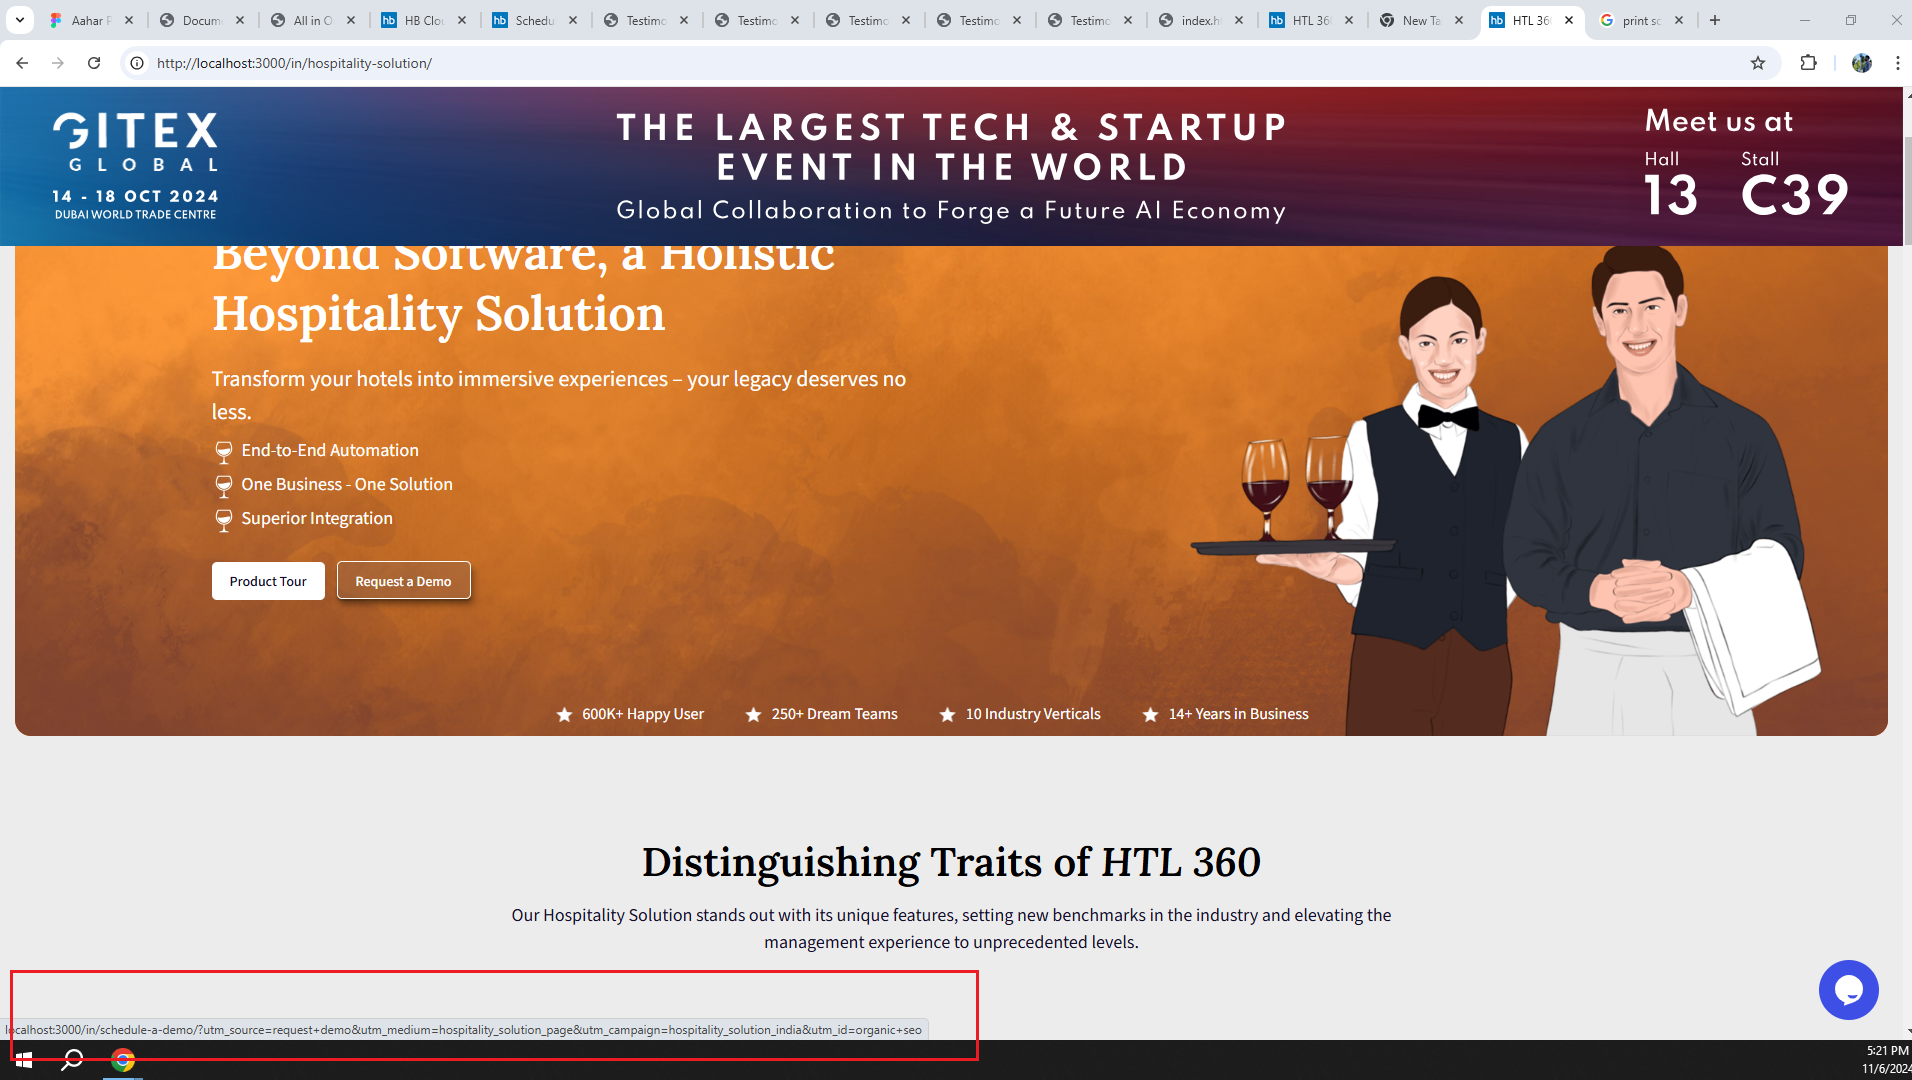 Aahar F
Docum
All in O
HB Clou
Schedu
Testimo
Testimo
Testimo
Testimo
Testimo
index.h
HTL 36
New Ta
HTL 36
print sc
http://localhost:3000/in/hospitality-solution/
GITEX
GLOBAL
14 - 18 OCT 2024
DUBAI WORLD TRADE CENTRE
THE LARGEST TECH & STARTUP
EVENT IN THE WORLD
Global Collaboration to Forge a Future AI Economy
Meet us at
Hall Stall
13 C39
Beyond Software, a Holistic
Hospitality Solution
Transform your hotels into immersive experiences – your legacy deserves no
less.
End-to-End Automation
One Business - One Solution
Superior Integration
Product Tour
Request a Demo
600K+ Happy User
250+ Dream Teams
10 Industry Verticals
14+ Years in Business
Distinguishing Traits of HTL 360
Our Hospitality Solution stands out with its unique features, setting new benchmarks in the industry and elevating the
management experience to unprecedented levels.
localhost:3000/in/schedule-a-demo/?utm_source=request+demo&utm_medium=hospitality_solution_page&utm_campaign=hospitality_solution_india&utm_id=organic+seo
5:21 PM
11/6/2024